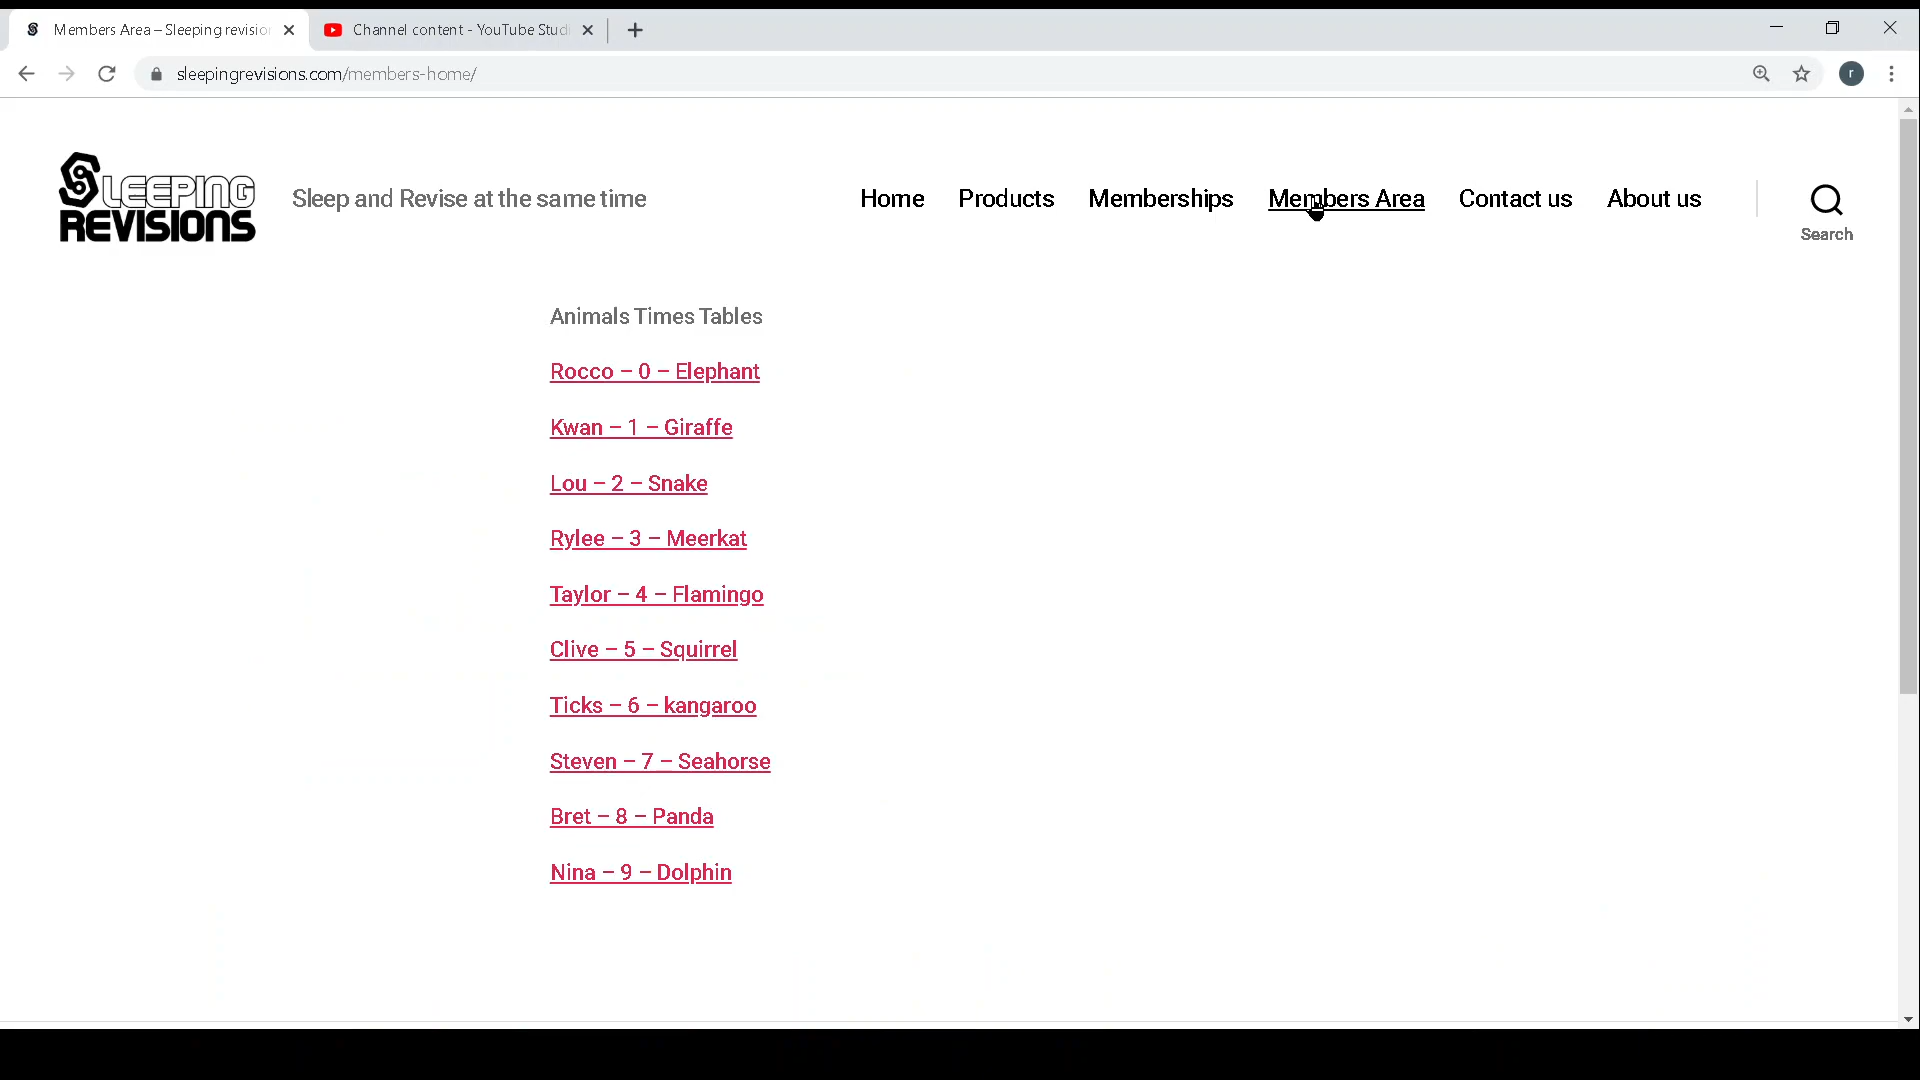 Members Area – Sleeping revisio
Channel content - YouTube Studi
sleepingrevisions.com/members-home/
r
SLEEPING
REVISIONS
Sleep and Revise at the same time
Home
Products
Memberships
Members Area
Contact us
About us
Search
Animals Times Tables
Rocco – 0 – Elephant
Kwan – 1 – Giraffe
Lou – 2 – Snake
Rylee – 3 – Meerkat
Taylor – 4 – Flamingo
Clive – 5 – Squirrel
Ticks – 6 – kangaroo
Steven – 7 – Seahorse
Bret – 8 – Panda
Nina – 9 – Dolphin